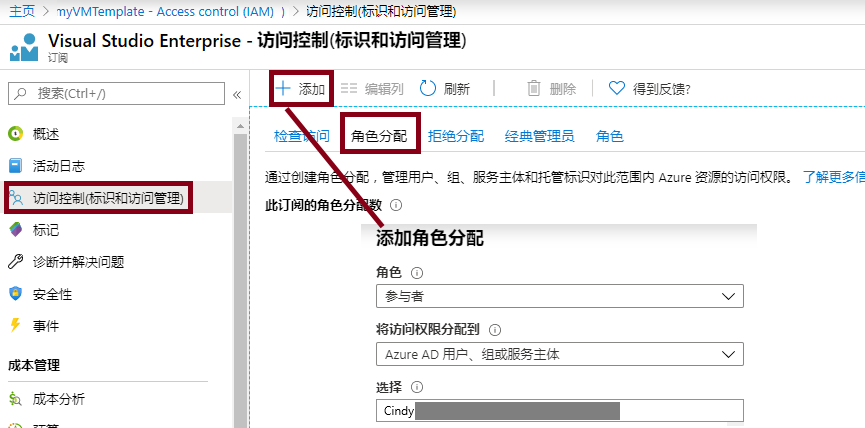 主页 > myVMTemplate - Access control (IAM) ) > 访问控制(标识和访问管理)
Visual Studio Enterprise - 访问控制(标识和访问管理)
订阅
搜索(Ctrl+/)
«
概述
活动日志
访问控制(标识和访问管理)
标记
诊断并解决问题
安全性
事件
成本管理
成本分析
预算
添加 编辑列 刷新 删除 得到反馈?
检查访问 角色分配 拒绝分配 经典管理员 角色
通过创建角色分配，管理用户、组、服务主体和托管标识对此范围内 Azure 资源的访问权限。 了解更多信
此订阅的角色分配数
添加角色分配
角色
参与者
将访问权限分配到
Azure AD 用户、组或服务主体
选择
Cindy